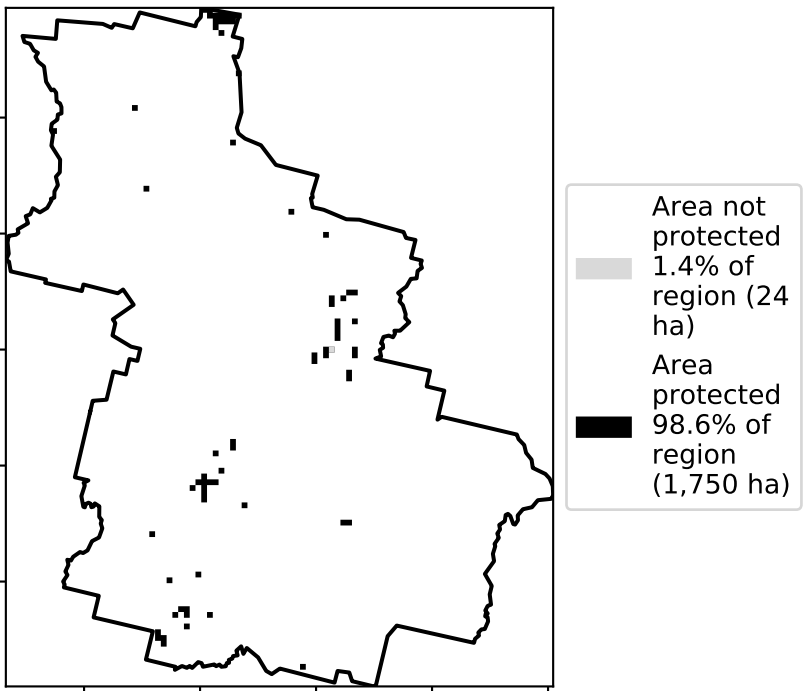 Area not
protected
1.4% of
region (24
ha)
Area
protected
98.6% of
region
(1,750 ha)